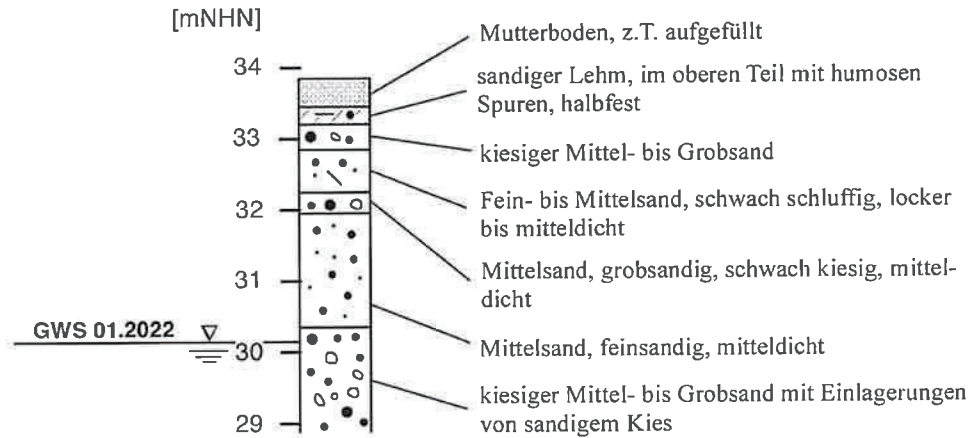 [mNHN]
34
33
32
31
30
29
GWS 01.2022
Mutterboden, z.T. aufgefüllt
sandiger Lehm, im oberen Teil mit humosen
Spuren, halbfest
kiesiger Mittel- bis Grobsand
Fein- bis Mittelsand, schwach schluffig, locker
bis mitteldicht
Mittelsand, grobsandig, schwach kiesig, mittel-
dicht
Mittelsand, feinsandig, mitteldicht
kiesiger Mittel- bis Grobsand mit Einlagerungen
von sandigem Kies